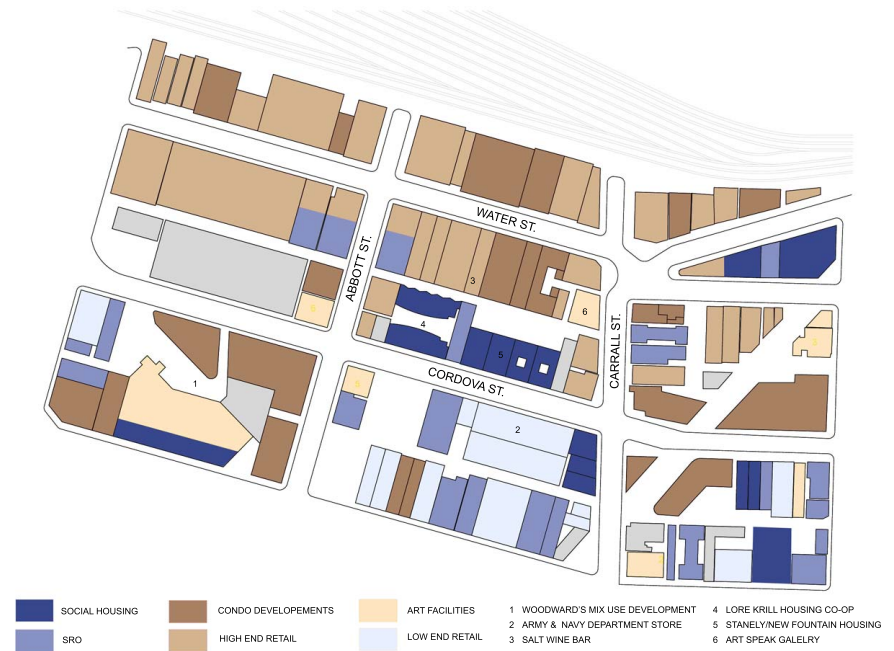 WATER ST.
ABBOTT ST.
3
6
6
5
4
5
CARRALL ST.
1
CORDOVA ST.
2
SOCIAL HOUSING
SRO
CONDO DEVELOPEMENTS
HIGH END RETAIL
ART FACILITIES
LOW END RETAIL
1 WOODWARD'S MIX USE DEVELOPMENT
2 ARMY & NAVY DEPARTMENT STORE
3 SALT WINE BAR
4 LORE KRILL HOUSING CO-OP
5 STANELY/NEW FOUNTAIN HOUSING
6 ART SPEAK GALELRY